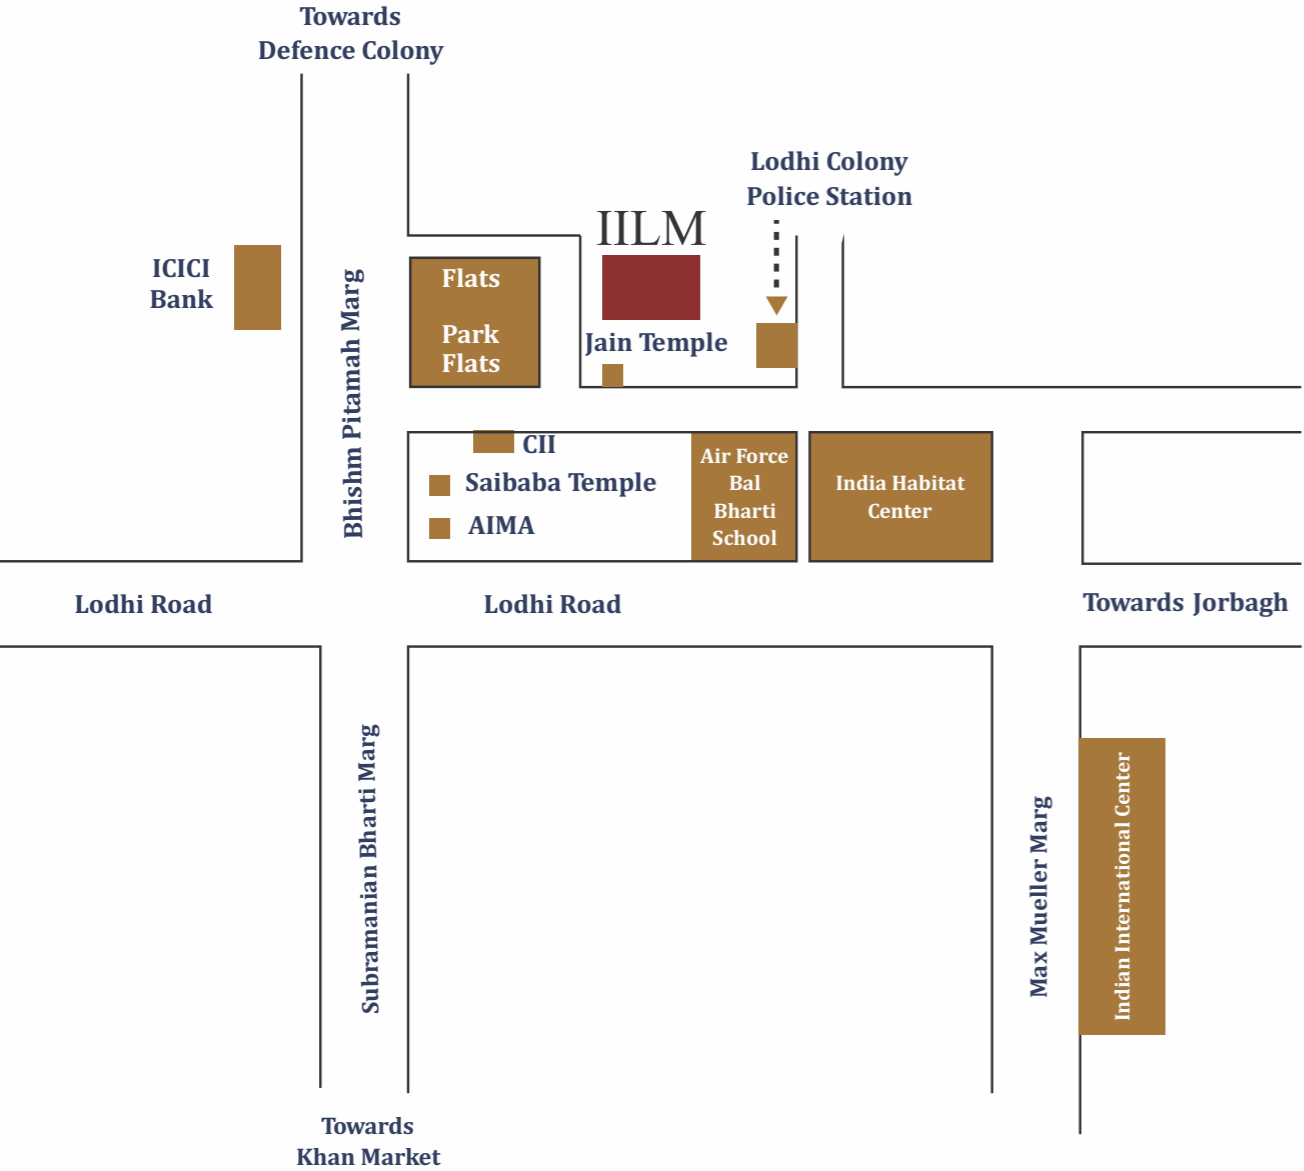 Towards
Defence Colony
Lodhi Colony
Police Station
IILM
ICICI
Bank
Bhishm Pitamah Marg
Flats
Park
Flats
Jain Temple
CII
Saibaba Temple
AIMA
Air Force
Bal
Bharti
School
India Habitat
Center
Lodhi Road
Lodhi Road
Towards Jorbagh
Subramanian Bharti Marg
Max Mueller Marg
Indian International Center
Towards
Khan Market